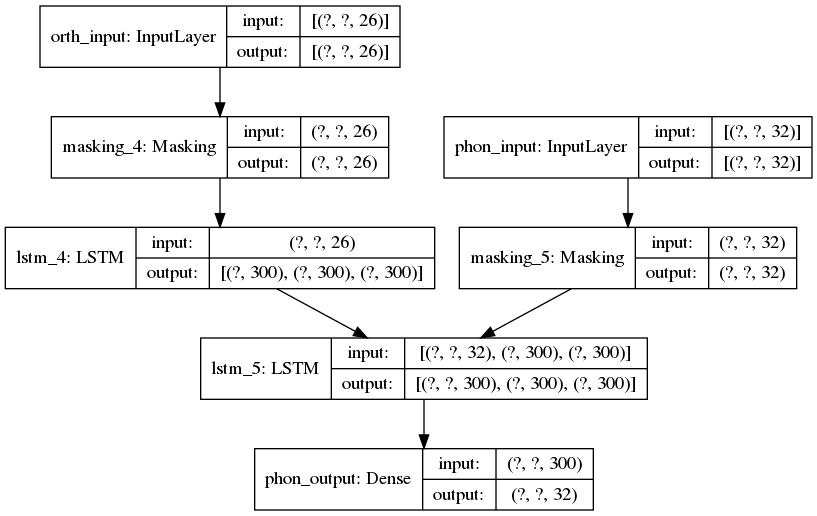 orth_input: InputLayer
input:
[(?, ?, 26)]
output:
[(?, ?, 26)]
masking_4: Masking
input:
(?, ?, 26)
output:
(?, ?, 26)
phon_input: InputLayer
input:
[(?, ?, 32)]
output:
[(?, ?, 32)]
lstm_4: LSTM
input:
(?, ?, 26)
output:
[(?, 300), (?, 300), (?, 300)]
masking_5: Masking
input:
(?, ?, 32)
output:
(?, ?, 32)
lstm_5: LSTM
input:
[(?, ?, 32), (?, 300), (?, 300)]
output:
[(?, ?, 300), (?, 300), (?, 300)]
phon_output: Dense
input:
(?, ?, 300)
output:
(?, ?, 32)